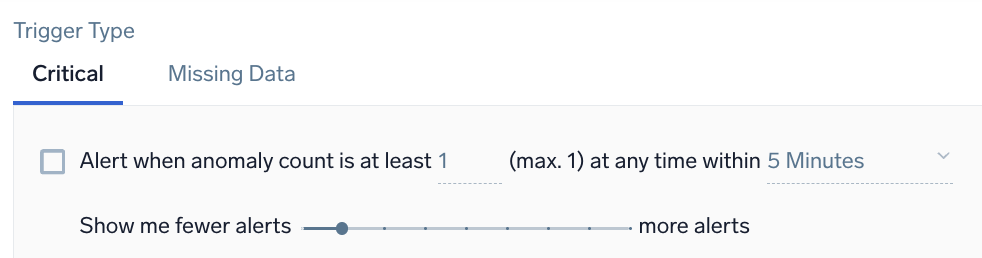 Trigger Type
Critical Missing Data
Alert when anomaly count is at least 1 (max. 1) at any time within 5 Minutes
Show me fewer alerts more alerts